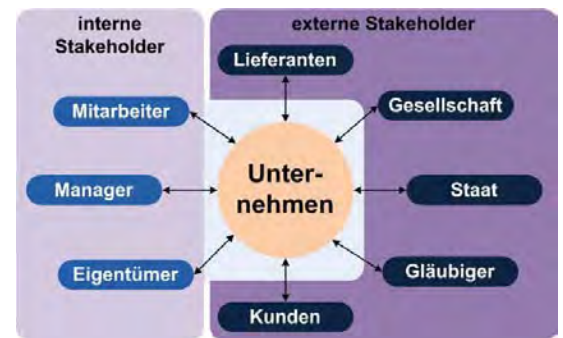 interne
Stakeholder
externe Stakeholder
Lieferanten
Mitarbeiter
Gesellschaft
Manager
Unter-
nehmen
Staat
Eigentümer
Gläubiger
Kunden